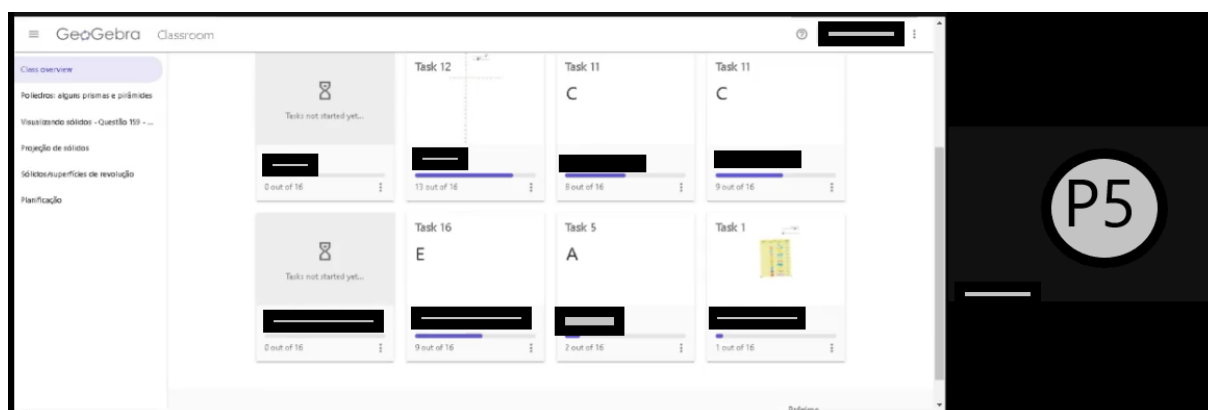 GeoGebra Classroom
Class overview
Poliedros: alguns prismas e pirâmides
Visualizando sólidos - Questão 159 - ...
Projeção de sólidos
Sólidos/superfícies de revolução
Planificação
Tasks not started yet...
0 out of 16
Task 12
13 out of 16
Task 11
C
8 out of 16
Task 11
C
9 out of 16
Tasks not started yet...
0 out of 16
Task 16
E
9 out of 16
Task 5
A
2 out of 16
Task 1
1 out of 16
P5